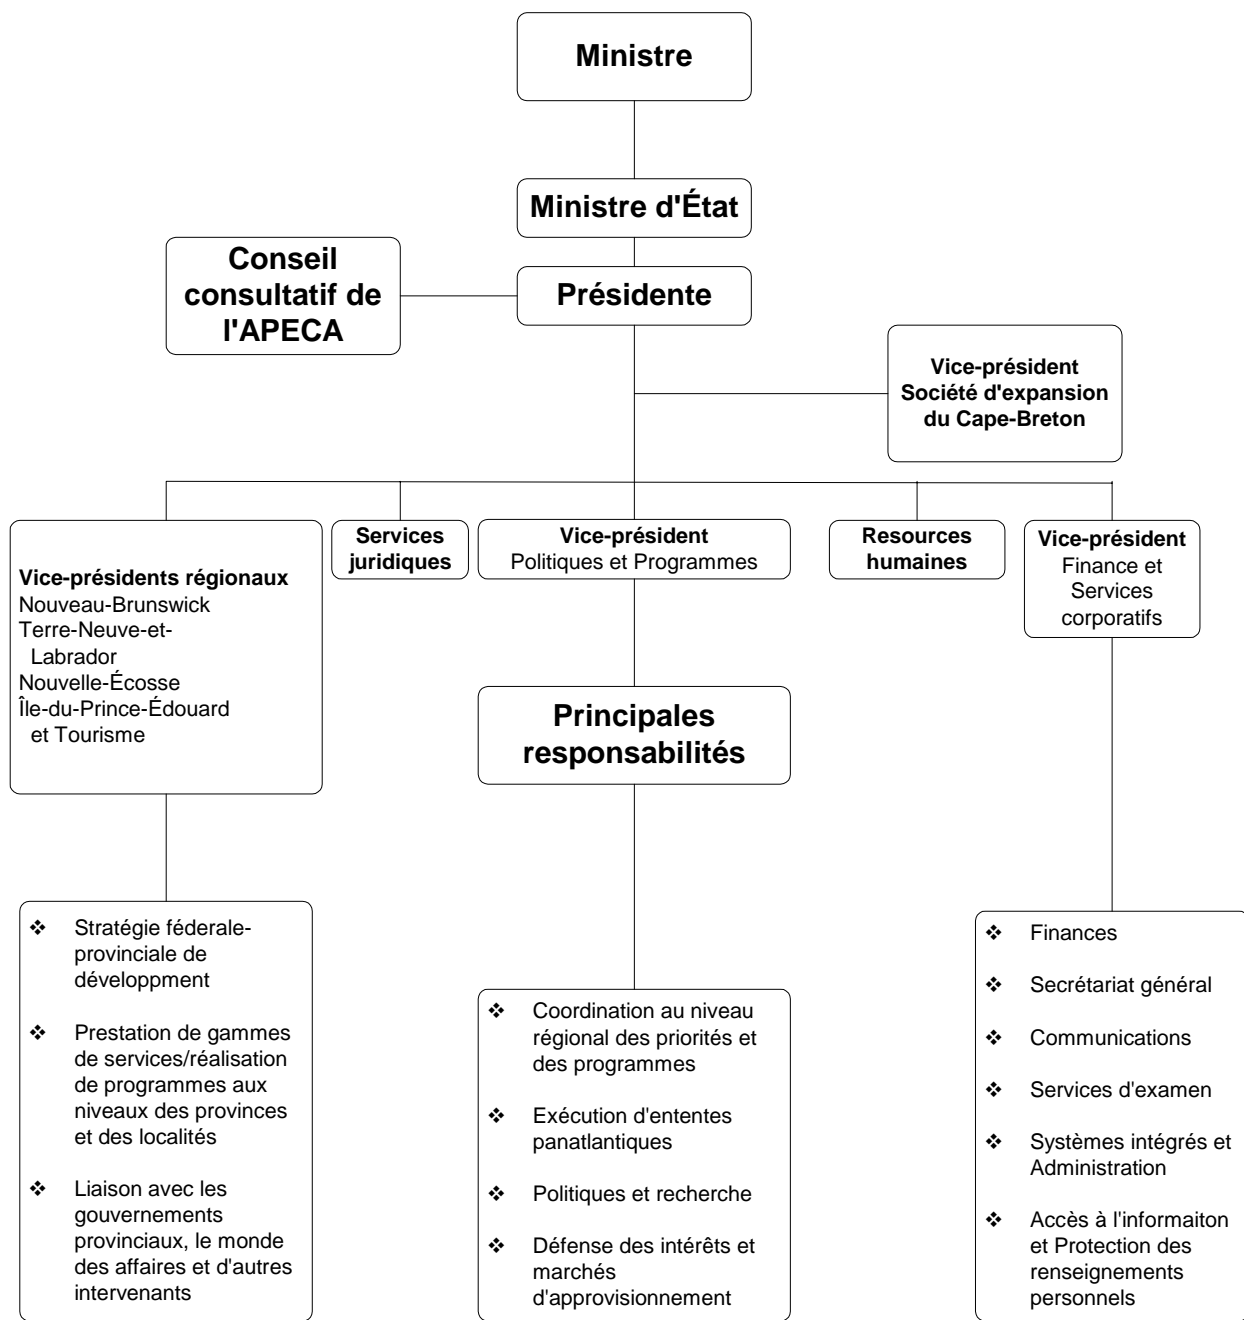 Ministre
Ministre d'État
Conseil
consultatif de
l'APECA
Présidente
Vice-président
Société d'expansion
du Cape-Breton
Vice-présidents régionaux
Nouveau-Brunswick
Terre-Neuve-et-
Labrador
Nouvelle-Écosse
Île-du-Prince-Édouard
et Tourisme
Services
juridiques
Vice-président
Politiques et Programmes
Resources
humaines
Vice-président
Finance et
Services
corporatifs
Principales
responsabilités
❖ Stratégie féderale-
provinciale de
développment
❖ Prestation de gammes
de services/réalisation
de programmes aux
niveaux des provinces
et des localités
❖ Liaison avec les
gouvernements
provinciaux, le monde
des affaires et d'autres
intervenants
❖ Coordination au niveau
régional des priorités et
des programmes
❖ Exécution d'ententes
panatlantiques
❖ Politiques et recherche
❖ Défense des intérêts et
marchés
d'approvisionnement
❖ Finances
❖ Secrétariat général
❖ Communications
❖ Services d'examen
❖ Systèmes intégrés et
Administration
❖ Accès à l'informaiton
et Protection des
renseignements
personnels